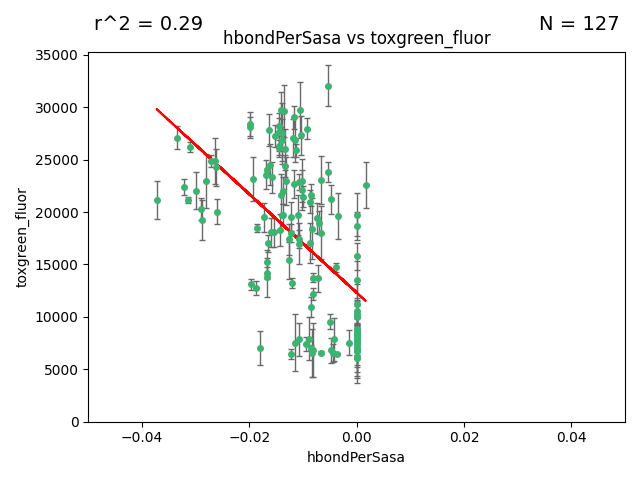 r^2 = 0.29
N = 127
hbondPerSasa vs toxgreen_fluor
toxgreen_fluor
35000
30000
25000
20000
15000
10000
5000
0
−0.04
−0.02
0.00
0.02
0.04
hbondPerSasa